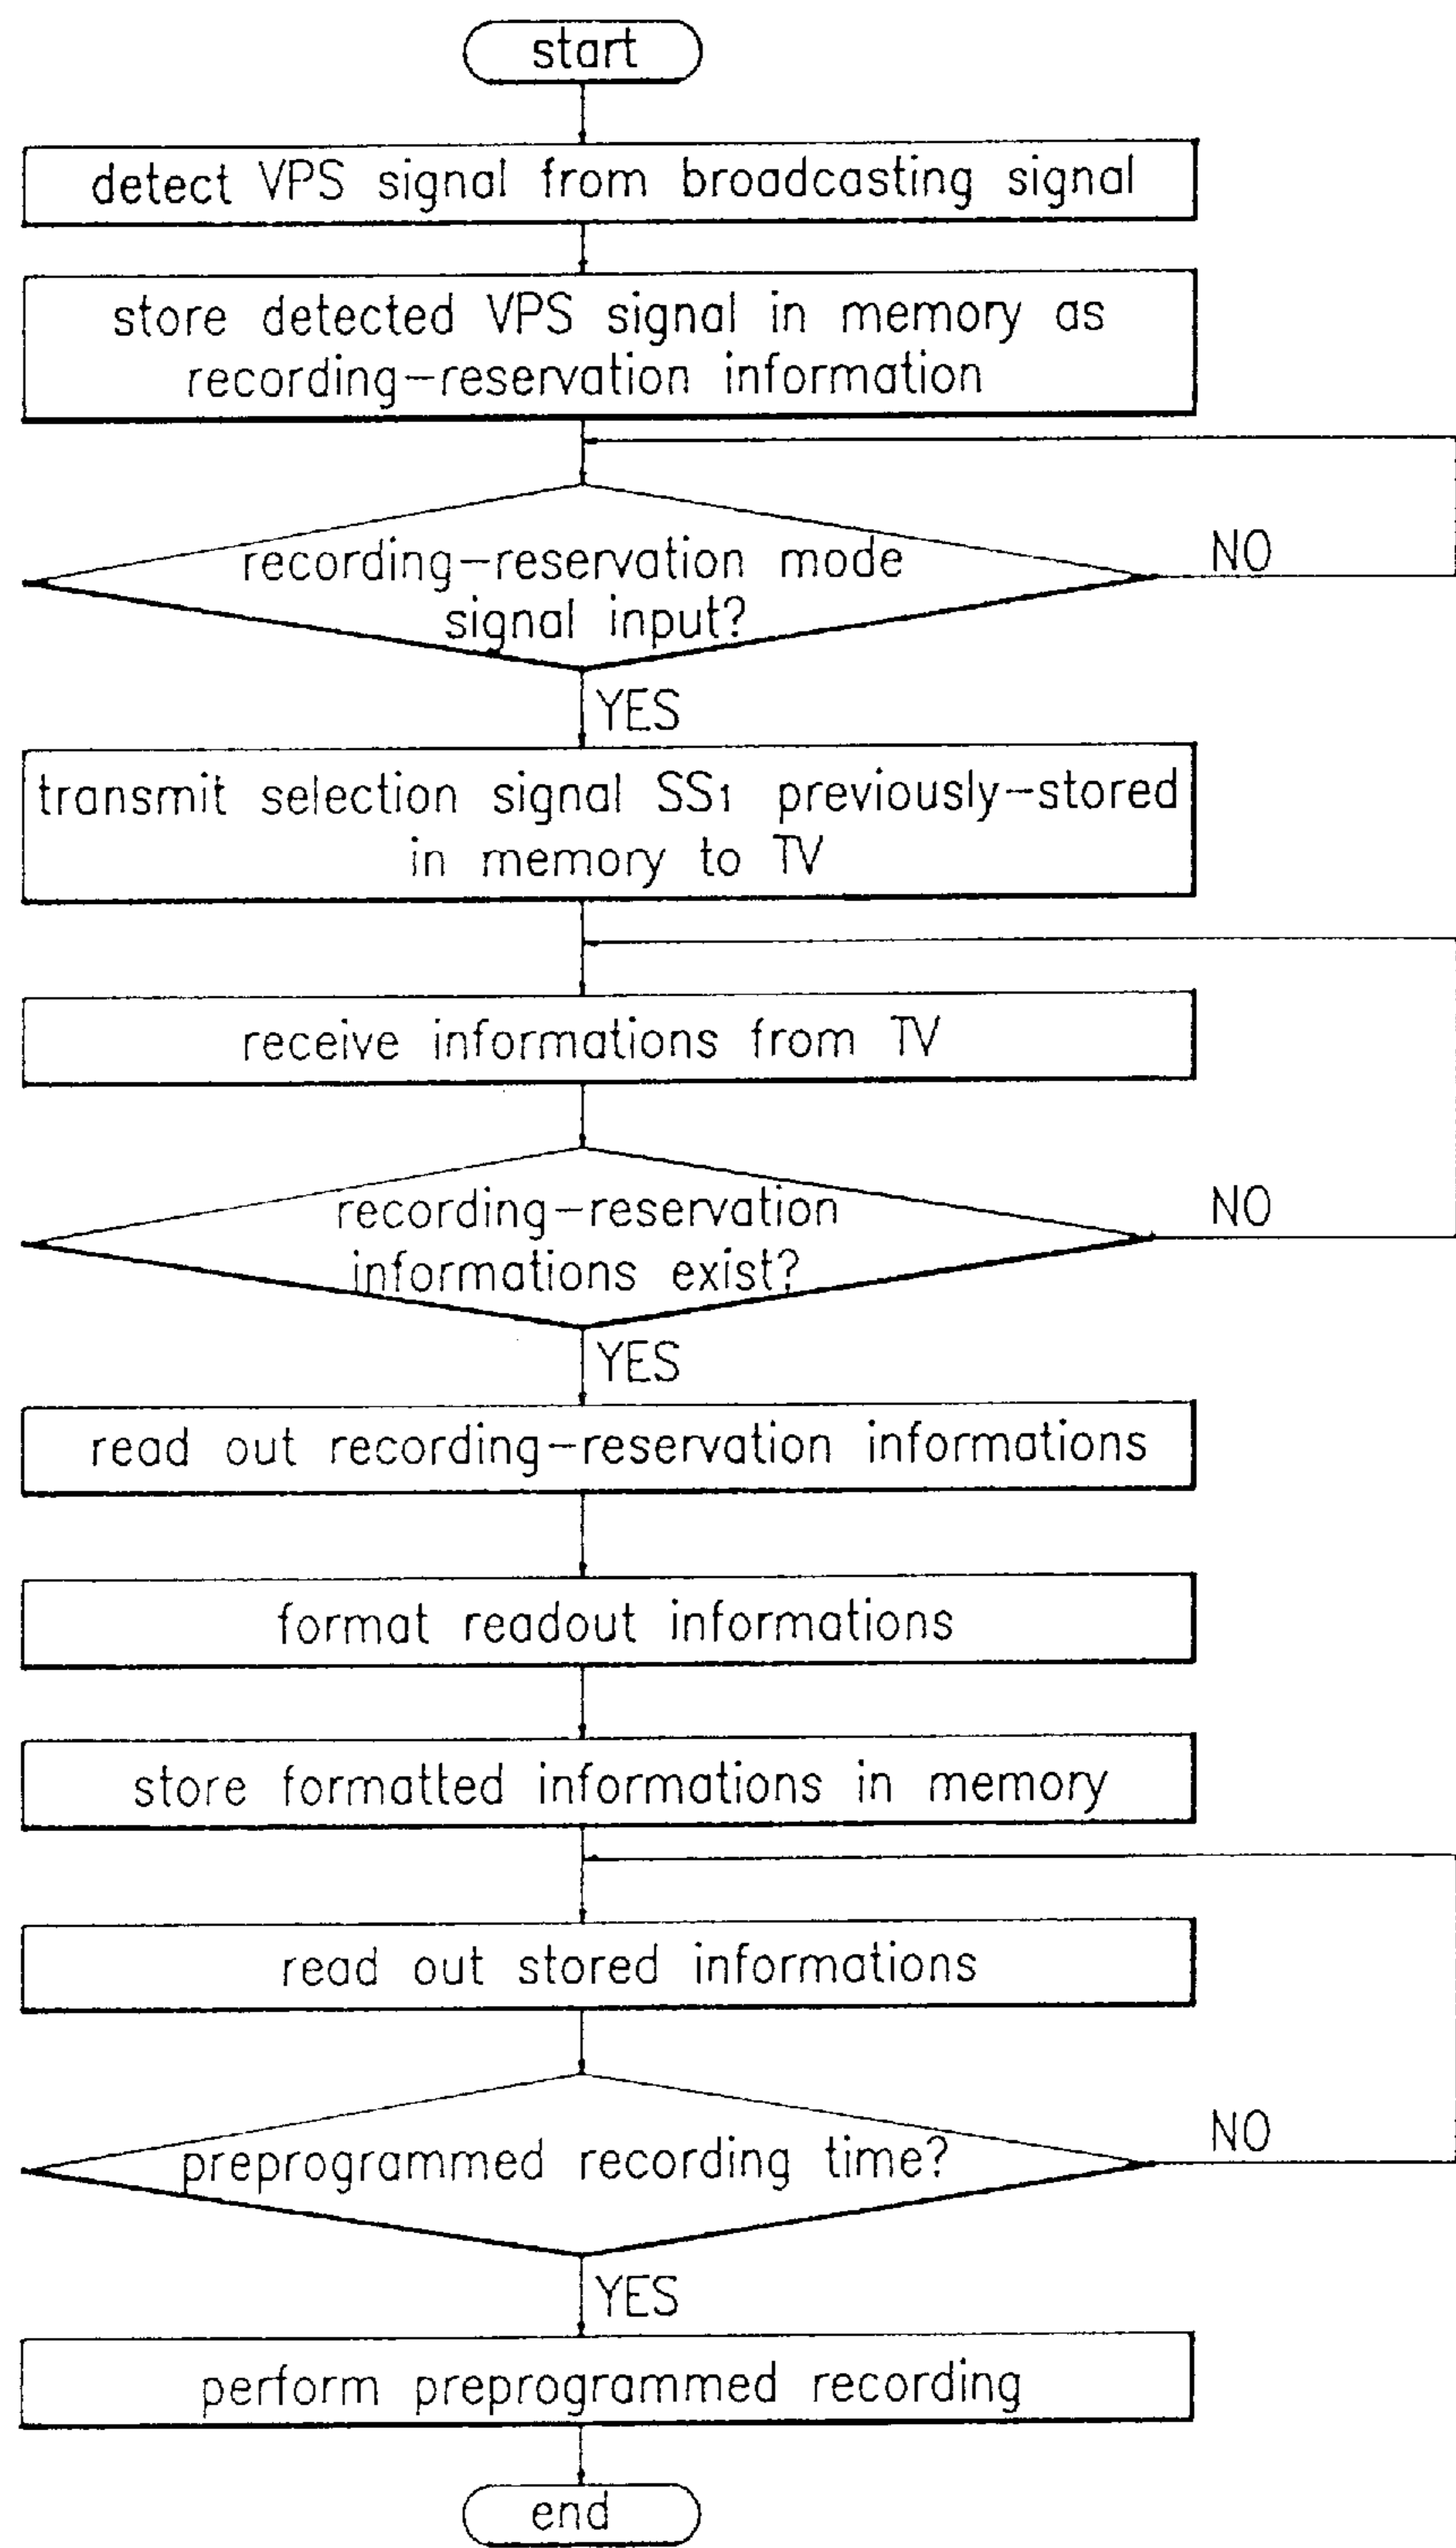 start
detect VPS signal from broadcasting signal
store detected VPS signal in memory as
recording-reservation information
recording-reservation mode
signal input?
NO
YES
transmit selection signal SS1 previously-stored
in memory to TV
receive informations from TV
recording-reservation
informations exist?
NO
YES
read out recording-reservation informations
format readout informations
store formatted informations in memory
read out stored informations
preprogrammed recording time?
NO
YES
perform preprogrammed recording
end